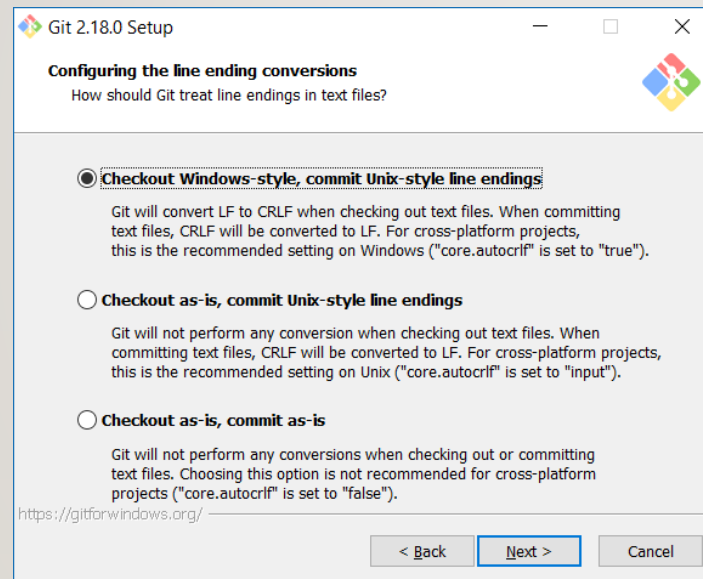 Git 2.18.0 Setup
Configuring the line ending conversions
How should Git treat line endings in text files?
Checkout Windows-style, commit Unix-style line endings
Git will convert LF to CRLF when checking out text files. When committing
text files, CRLF will be converted to LF. For cross-platform projects,
this is the recommended setting on Windows ("core.autocrlf" is set to "true").
Checkout as-is, commit Unix-style line endings
Git will not perform any conversion when checking out text files. When
committing text files, CRLF will be converted to LF. For cross-platform projects,
this is the recommended setting on Unix ("core.autocrlf" is set to "input").
Checkout as-is, commit as-is
Git will not perform any conversions when checking out or committing
text files. Choosing this option is not recommended for cross-platform
projects ("core.autocrlf" is set to "false").
https://gitforwindows.org/
< Back Next > Cancel